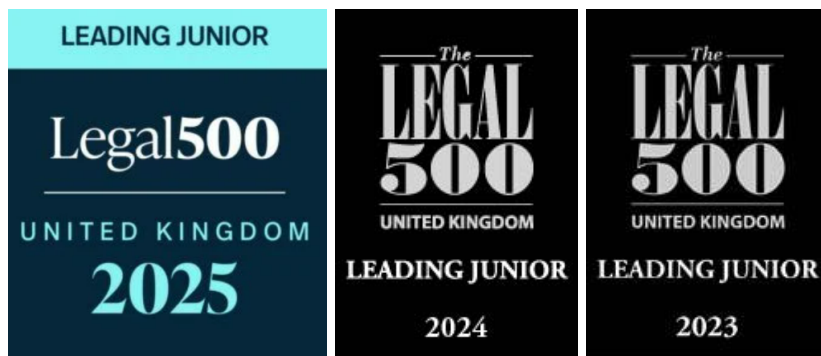 LEADING JUNIOR
Legal500
UNITED KINGDOM
2025
The
LEGAL
500
UNITED KINGDOM
LEADING JUNIOR
2024
The
LEGAL
500
UNITED KINGDOM
LEADING JUNIOR
2023